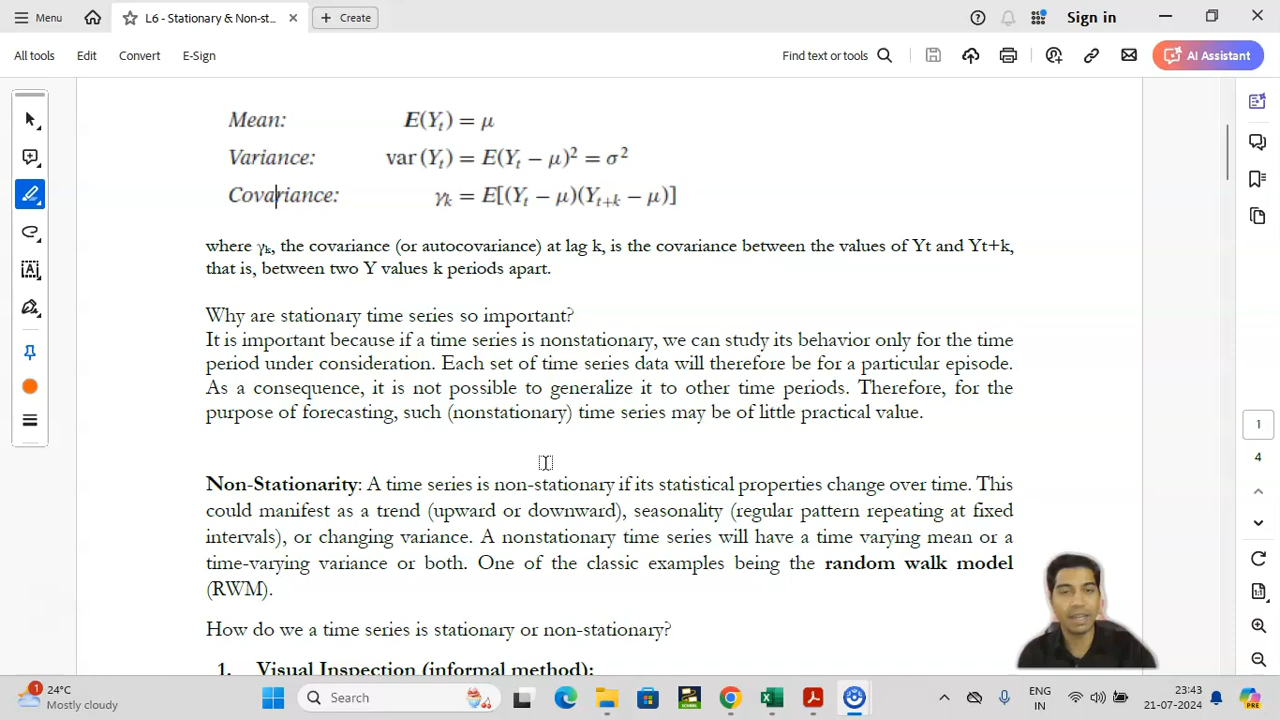 Menu
L6 - Stationary & Non-st...
Create
Sign in
All tools
Edit
Convert
E-Sign
Find text or tools
AI Assistant
Mean: E(Yt) = μ
Variance: var (Yt) = E(Yt − μ)² = σ²
Covariance: γk = E[(Yt − μ)(Yt+k − μ)]
where γk, the covariance (or autocovariance) at lag k, is the covariance between the values of Yt and Yt+k,
that is, between two Y values k periods apart.
Why are stationary time series so important?
It is important because if a time series is nonstationary, we can study its behavior only for the time
period under consideration. Each set of time series data will therefore be for a particular episode.
As a consequence, it is not possible to generalize it to other time periods. Therefore, for the
purpose of forecasting, such (nonstationary) time series may be of little practical value.
Non-Stationarity: A time series is non-stationary if its statistical properties change over time. This
could manifest as a trend (upward or downward), seasonality (regular pattern repeating at fixed
intervals), or changing variance. A nonstationary time series will have a time varying mean or a
time-varying variance or both. One of the classic examples being the random walk model
(RWM).
How do we a time series is stationary or non-stationary?
1. Visual Inspection (informal method):
1
4
1
24°C
Mostly cloudy
Search
ENG
IN
23:43
21-07-2024
PRE